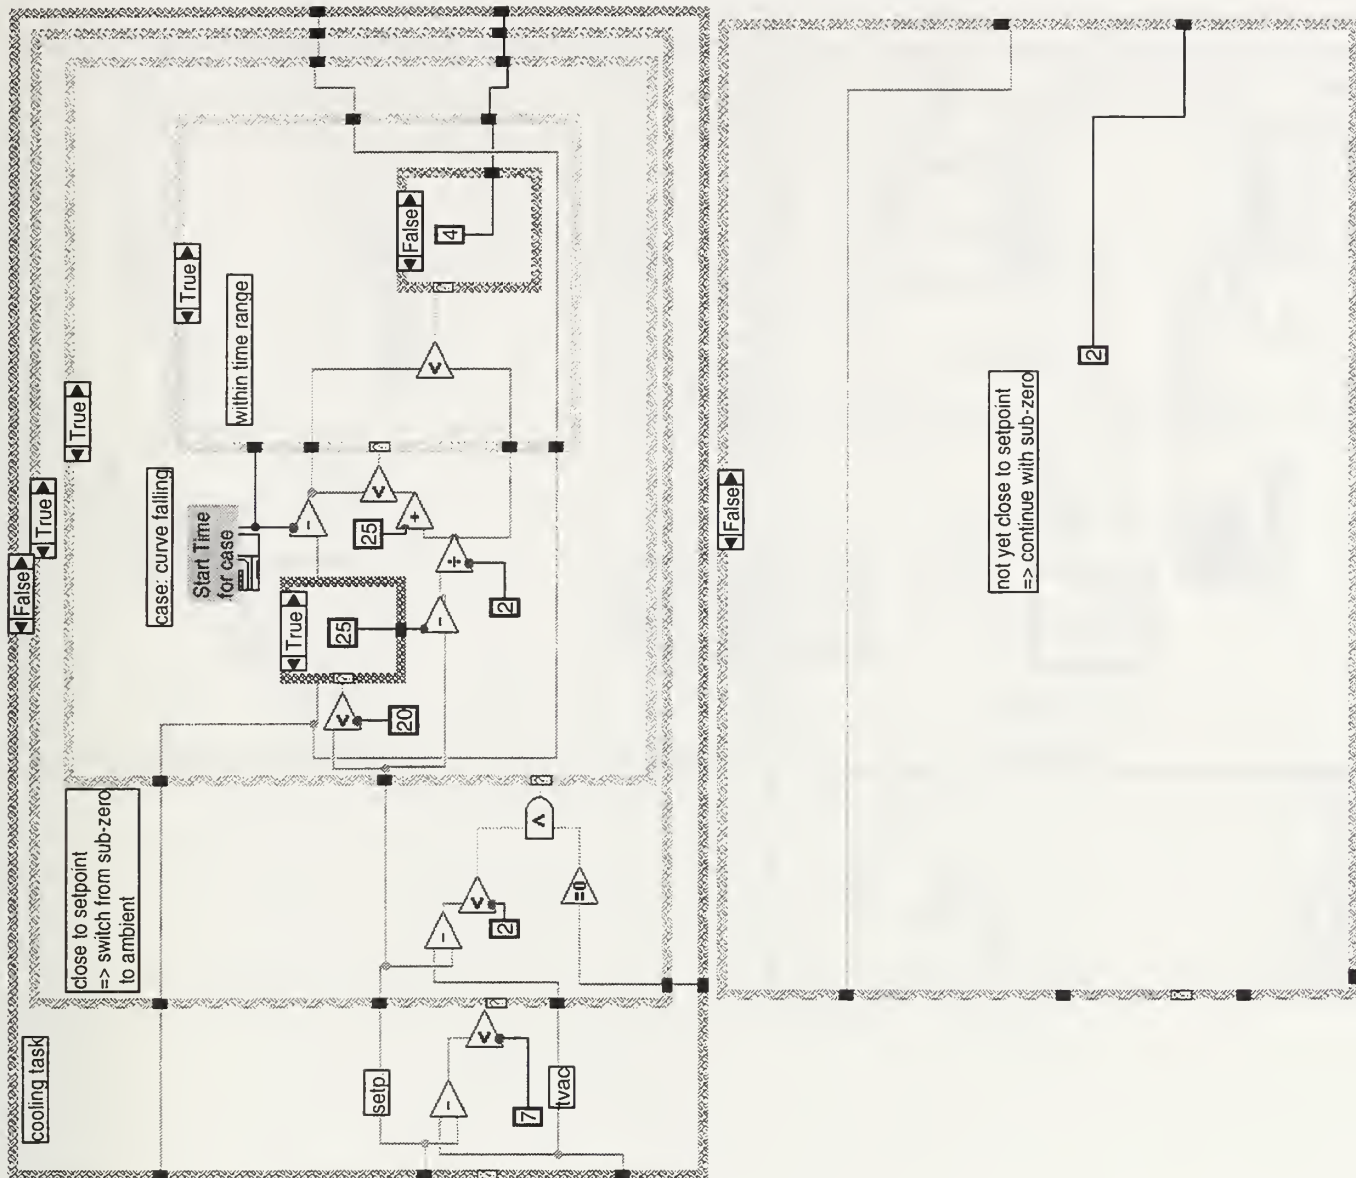 cooling task
close to setpoint
=> switch from sub-zero
to ambient
False
True
True
case: curve falling
Start Time
for case
True
within time range
setp
tvac
7
2
=0
20
True
25
2
25
False
4
False
not yet close to setpoint
=> continue with sub-zero
2